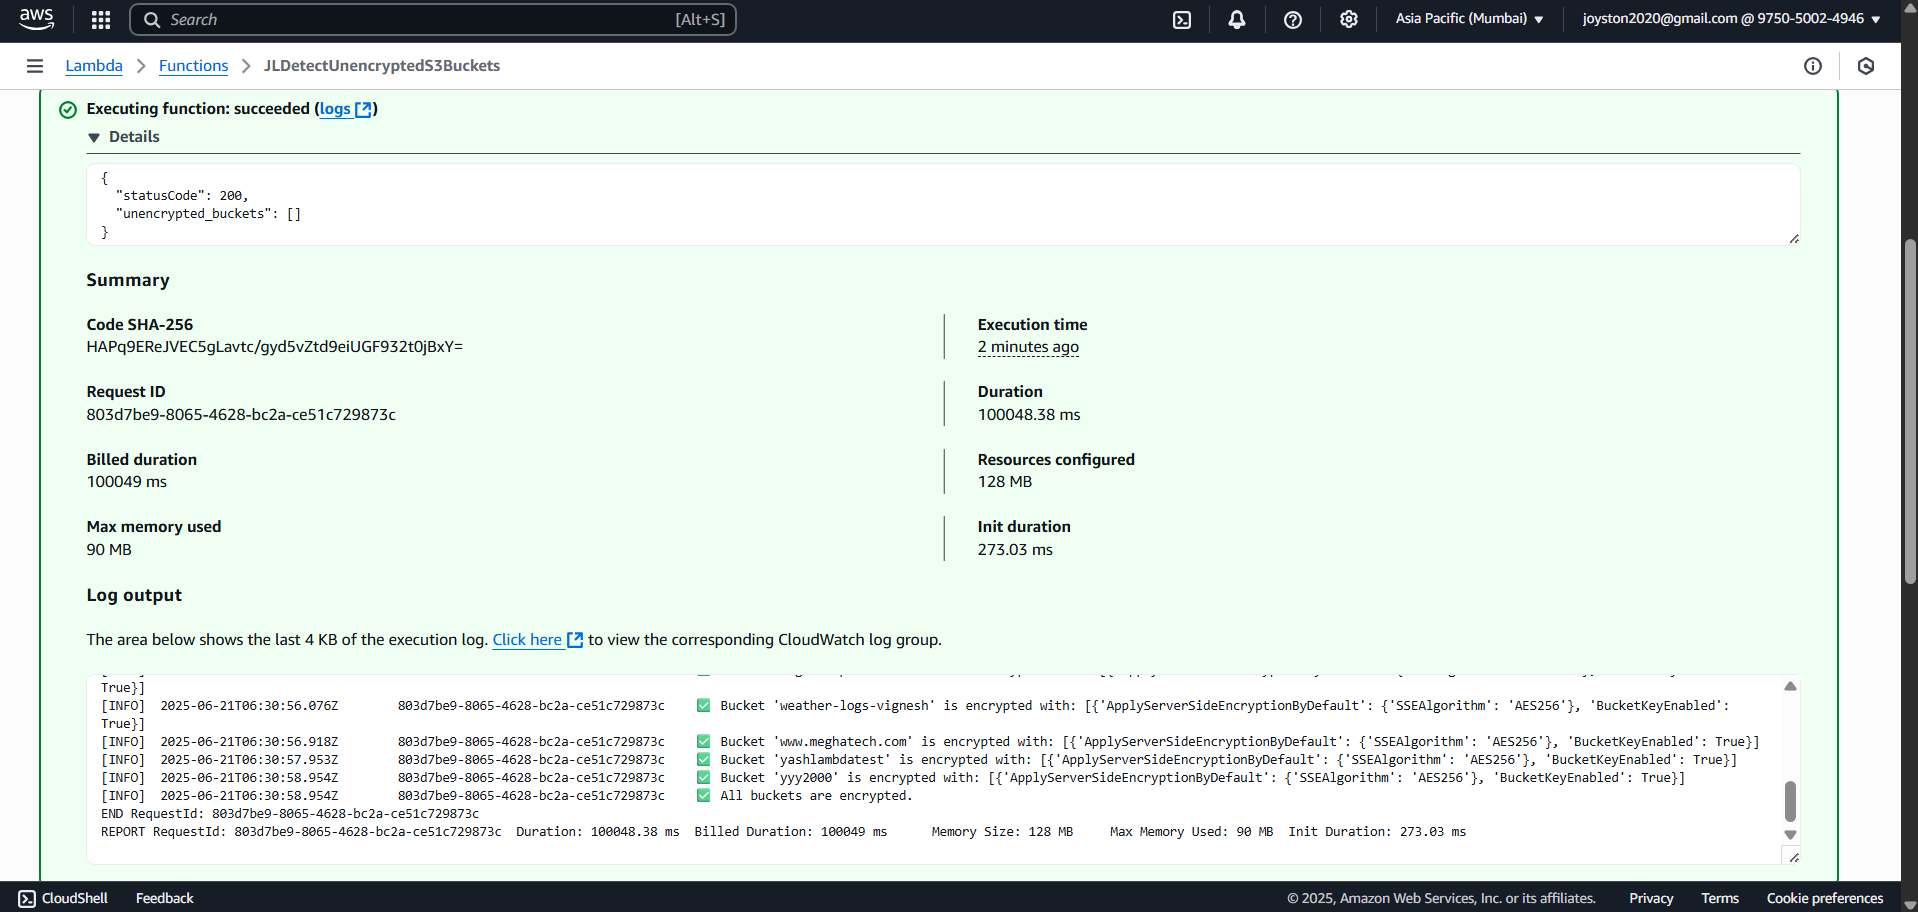 aws
Search [Alt+S]
Asia Pacific (Mumbai) ▼
joyston2020@gmail.com @ 9750-5002-4946 ▼
Lambda > Functions > JLDetectUnencryptedS3Buckets
Executing function: succeeded (logs)
▼ Details
{
"statusCode": 200,
"unencrypted_buckets": []
}
Summary
Code SHA-256
HAPq9EReJVEC5gLavtc/gyd5vZtd9eiUGF932t0jBxY=
Execution time
2 minutes ago
Request ID
803d7be9-8065-4628-bc2a-ce51c729873c
Duration
100048.38 ms
Billed duration
100049 ms
Resources configured
128 MB
Max memory used
90 MB
Init duration
273.03 ms
Log output
The area below shows the last 4 KB of the execution log. Click here to view the corresponding CloudWatch log group.
True}]
[INFO] 2025-06-21T06:30:56.076Z 803d7be9-8065-4628-bc2a-ce51c729873c ✅ Bucket 'weather-logs-vignesh' is encrypted with: [{'ApplyServerSideEncryptionByDefault': {'SSEAlgorithm': 'AES256'}, 'BucketKeyEnabled':
True}]
[INFO] 2025-06-21T06:30:56.918Z 803d7be9-8065-4628-bc2a-ce51c729873c ✅ Bucket 'www.meghatech.com' is encrypted with: [{'ApplyServerSideEncryptionByDefault': {'SSEAlgorithm': 'AES256'}, 'BucketKeyEnabled': True}]
[INFO] 2025-06-21T06:30:57.953Z 803d7be9-8065-4628-bc2a-ce51c729873c ✅ Bucket 'yashlambdatest' is encrypted with: [{'ApplyServerSideEncryptionByDefault': {'SSEAlgorithm': 'AES256'}, 'BucketKeyEnabled': True}]
[INFO] 2025-06-21T06:30:58.954Z 803d7be9-8065-4628-bc2a-ce51c729873c ✅ Bucket 'yyy2000' is encrypted with: [{'ApplyServerSideEncryptionByDefault': {'SSEAlgorithm': 'AES256'}, 'BucketKeyEnabled': True}]
[INFO] 2025-06-21T06:30:58.954Z 803d7be9-8065-4628-bc2a-ce51c729873c ✅ All buckets are encrypted.
END RequestId: 803d7be9-8065-4628-bc2a-ce51c729873c
REPORT RequestId: 803d7be9-8065-4628-bc2a-ce51c729873c Duration: 100048.38 ms Billed Duration: 100049 ms Memory Size: 128 MB Max Memory Used: 90 MB Init Duration: 273.03 ms
CloudShell Feedback © 2025, Amazon Web Services, Inc. or its affiliates. Privacy Terms Cookie preferences